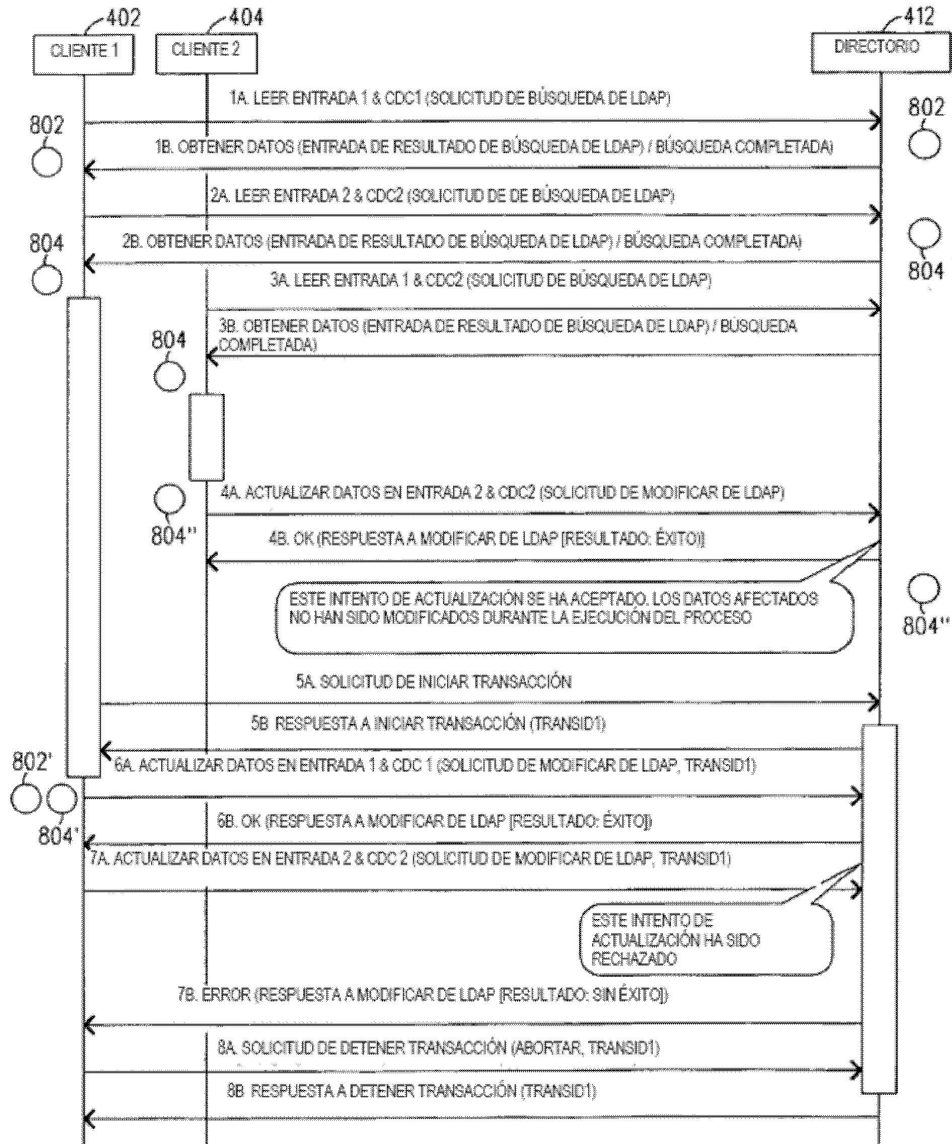 402
404
412
CLIENTE 1
CLIENTE 2
DIRECTORIO
1A. LEER ENTRADA 1 & CDC1 (SOLICITUD DE BÚSQUEDA DE LDAP)
802
802
1B. OBTENER DATOS (ENTRADA DE RESULTADO DE BÚSQUEDA DE LDAP) / BÚSQUEDA COMPLETADA)
2A. LEER ENTRADA 2 & CDC2 (SOLICITUD DE DE BÚSQUEDA DE LDAP)
804
2B. OBTENER DATOS (ENTRADA DE RESULTADO DE BÚSQUEDA DE LDAP) / BÚSQUEDA COMPLETADA)
804
3A. LEER ENTRADA 1 & CDC2 (SOLICITUD DE BÚSQUEDA DE LDAP)
3B. OBTENER DATOS (ENTRADA DE RESULTADO DE BÚSQUEDA DE LDAP) / BÚSQUEDA
COMPLETADA)
804
4A. ACTUALIZAR DATOS EN ENTRADA 2 & CDC2 (SOLICITUD DE MODIFICAR DE LDAP)
804''
4B. OK (RESPUESTA A MODIFICAR DE LDAP [RESULTADO: ÉXITO)]
ESTE INTENTO DE ACTUALIZACIÓN SE HA ACEPTADO. LOS DATOS AFECTADOS
NO HAN SIDO MODIFICADOS DURANTE LA EJECUCIÓN DEL PROCESO
804''
5A. SOLICITUD DE INICIAR TRANSACCIÓN
5B RESPUESTA A INICIAR TRANSACCIÓN (TRANSID1)
6A. ACTUALIZAR DATOS EN ENTRADA 1 & CDC 1 (SOLICITUD DE MODIFICAR DE LDAP, TRANSID1)
802'
804'
6B. OK (RESPUESTA A MODIFICAR DE LDAP [RESULTADO: ÉXITO])
7A. ACTUALIZAR DATOS EN ENTRADA 2 & CDC 2 (SOLICITUD DE MODIFICAR DE LDAP, TRANSID1)
ESTE INTENTO DE
ACTUALIZACIÓN HA SIDO
RECHAZADO
7B. ERROR (RESPUESTA A MODIFICAR DE LDAP [RESULTADO: SIN ÉXITO])
8A. SOLICITUD DE DETENER TRANSACCIÓN (ABORTAR, TRANSID1)
8B RESPUESTA A DETENER TRANSACCIÓN (TRANSID1)